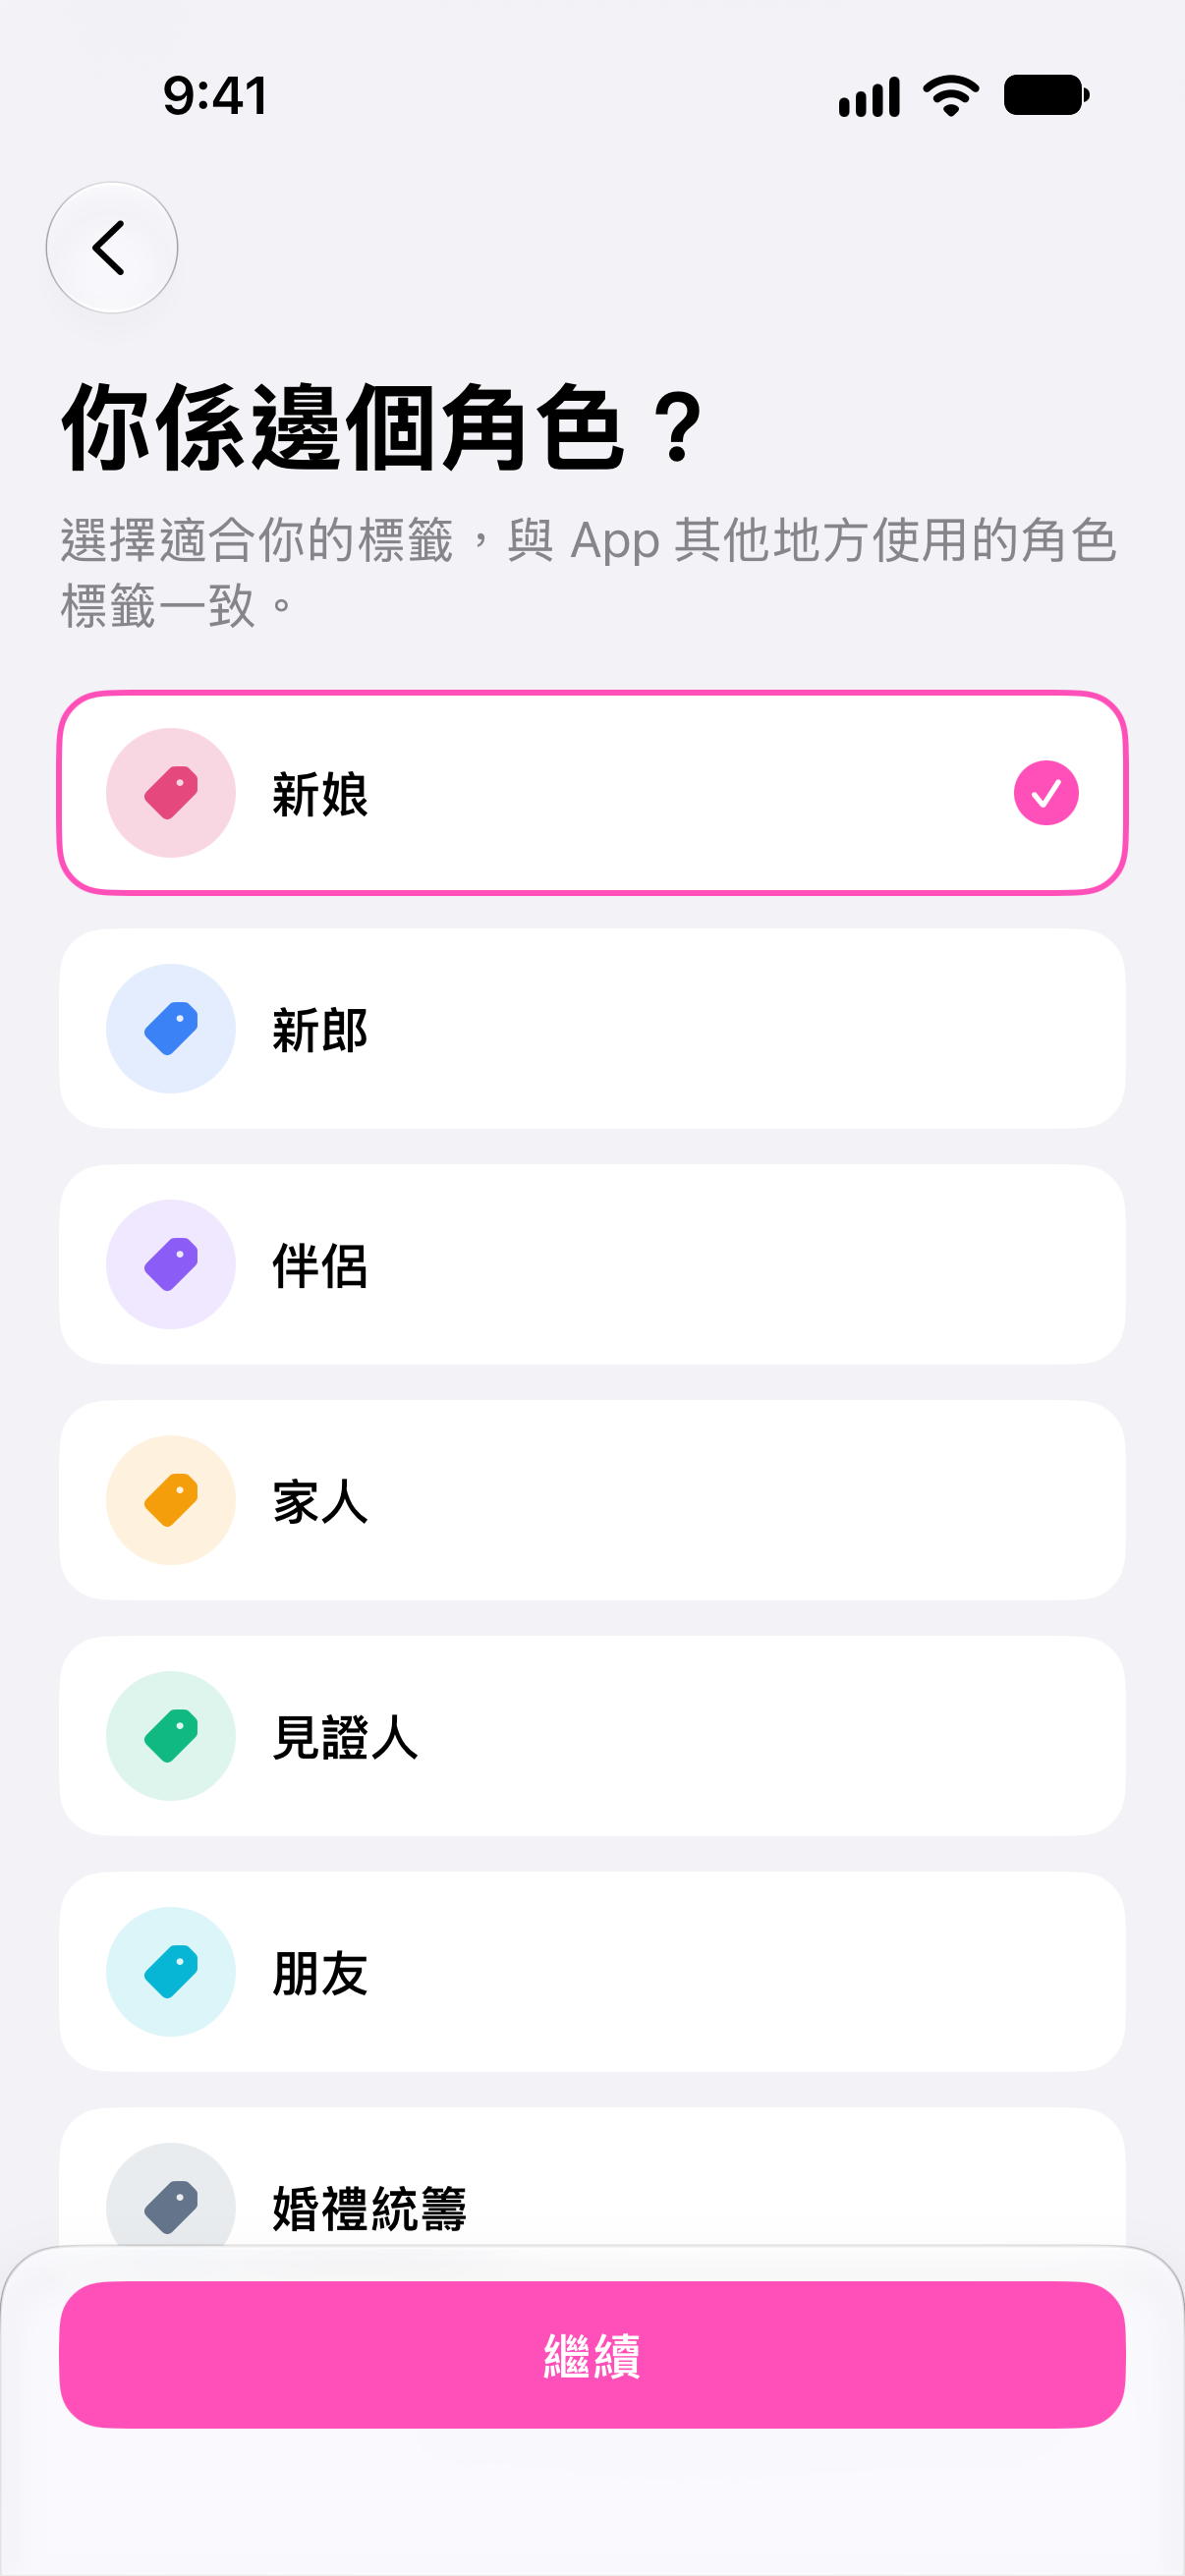 9:41
你係邊個角色？
選擇適合你的標籤，與 App 其他地方使用的角色
標籤一致。
新娘
新郎
伴侶
家人
見證人
朋友
婚禮統籌
繼續